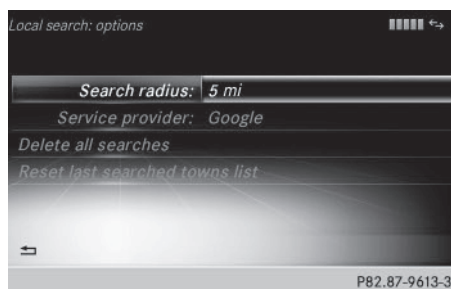 Local search: options
Search radius: 5 mi
Service provider: Google
Delete all searches
Reset last searched towns list
P82.87-9613-3